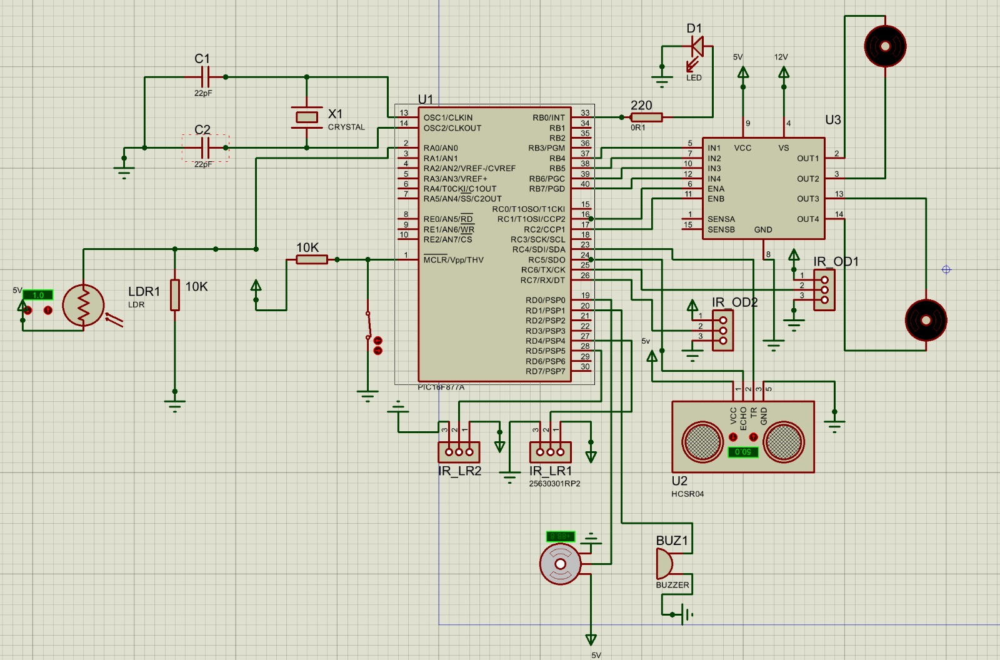 D1
LED
C1
22pF
X1
CRYSTAL
C2
22pF
U1
13 OSC1/CLKIN
14 OSC2/CLKOUT
2 RA0/AN0
3 RA1/AN1
4 RA2/AN2/VREF-/CVREF
5 RA3/AN3/VREF+
6 RA4/T0CKI/C1OUT
7 RA5/AN4/SS/C2OUT
8 RE0/AN5/RD
9 RE1/AN6/WR
10 RE2/AN7/CS
1 MCLR/Vpp/THV
RB0/INT 33
RB1 34
RB2 35
RB3/PGM 36
RB4 37
RB5 38
RB6/PGC 39
RB7/PGD 40
RC0/T1OSO/T1CKI 15
RC1/T1OSI/CCP2 16
RC2/CCP1 17
RC3/SCK/SCL 18
RC4/SDI/SDA 23
RC5/SDO 24
RC6/TX/CK 25
RC7/RX/DT 26
RD0/PSP0 19
RD1/PSP1 20
RD2/PSP2 21
RD3/PSP3 22
RD4/PSP4 27
RD5/PSP5 28
RD6/PSP6 29
RD7/PSP7 30
PIC16F877A
220
0R1
5V
12V
U3
9
4
VCC
VS
5 IN1
7 IN2
10 IN3
12 IN4
6 ENA
11 ENB
1 SENSA
15 SENSB
OUT1 2
OUT2 3
OUT3 13
OUT4 14
GND
8
10K
10K
5V
1.0
LDR1
LDR
IR_OD1
1
2
3
IR_OD2
1
2
3
5v
1
2
3
5
VCC
ECHO
TR
GND
50.0
U2
HCSR04
3
2
1
IR_LR2
3
2
1
IR_LR1
25630301RP2
BUZ1
BUZZER
5V